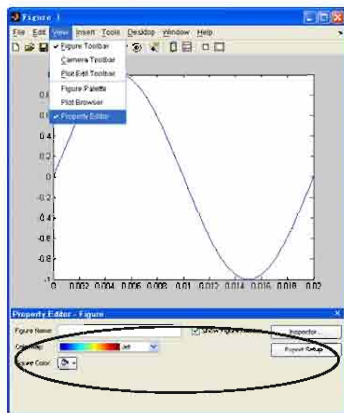 Figure 1
File Edit View Insert Tools Desktop Window Help
Figure Toolbar
Camera Toolbar
Plot Edit Toolbar
Figure Palette
Plot Browser
Property Editor
0.2
0
-0.2
-0.4
-0.6
-0.8
-1
0 0.002 0.004 0.006 0.008 0.01 0.012 0.014 0.016 0.018 0.02
Property Editor - Figure
Figure Name:
Show Figure
Inspector...
Colormap:
Jet
Export Setup
Figure Color: